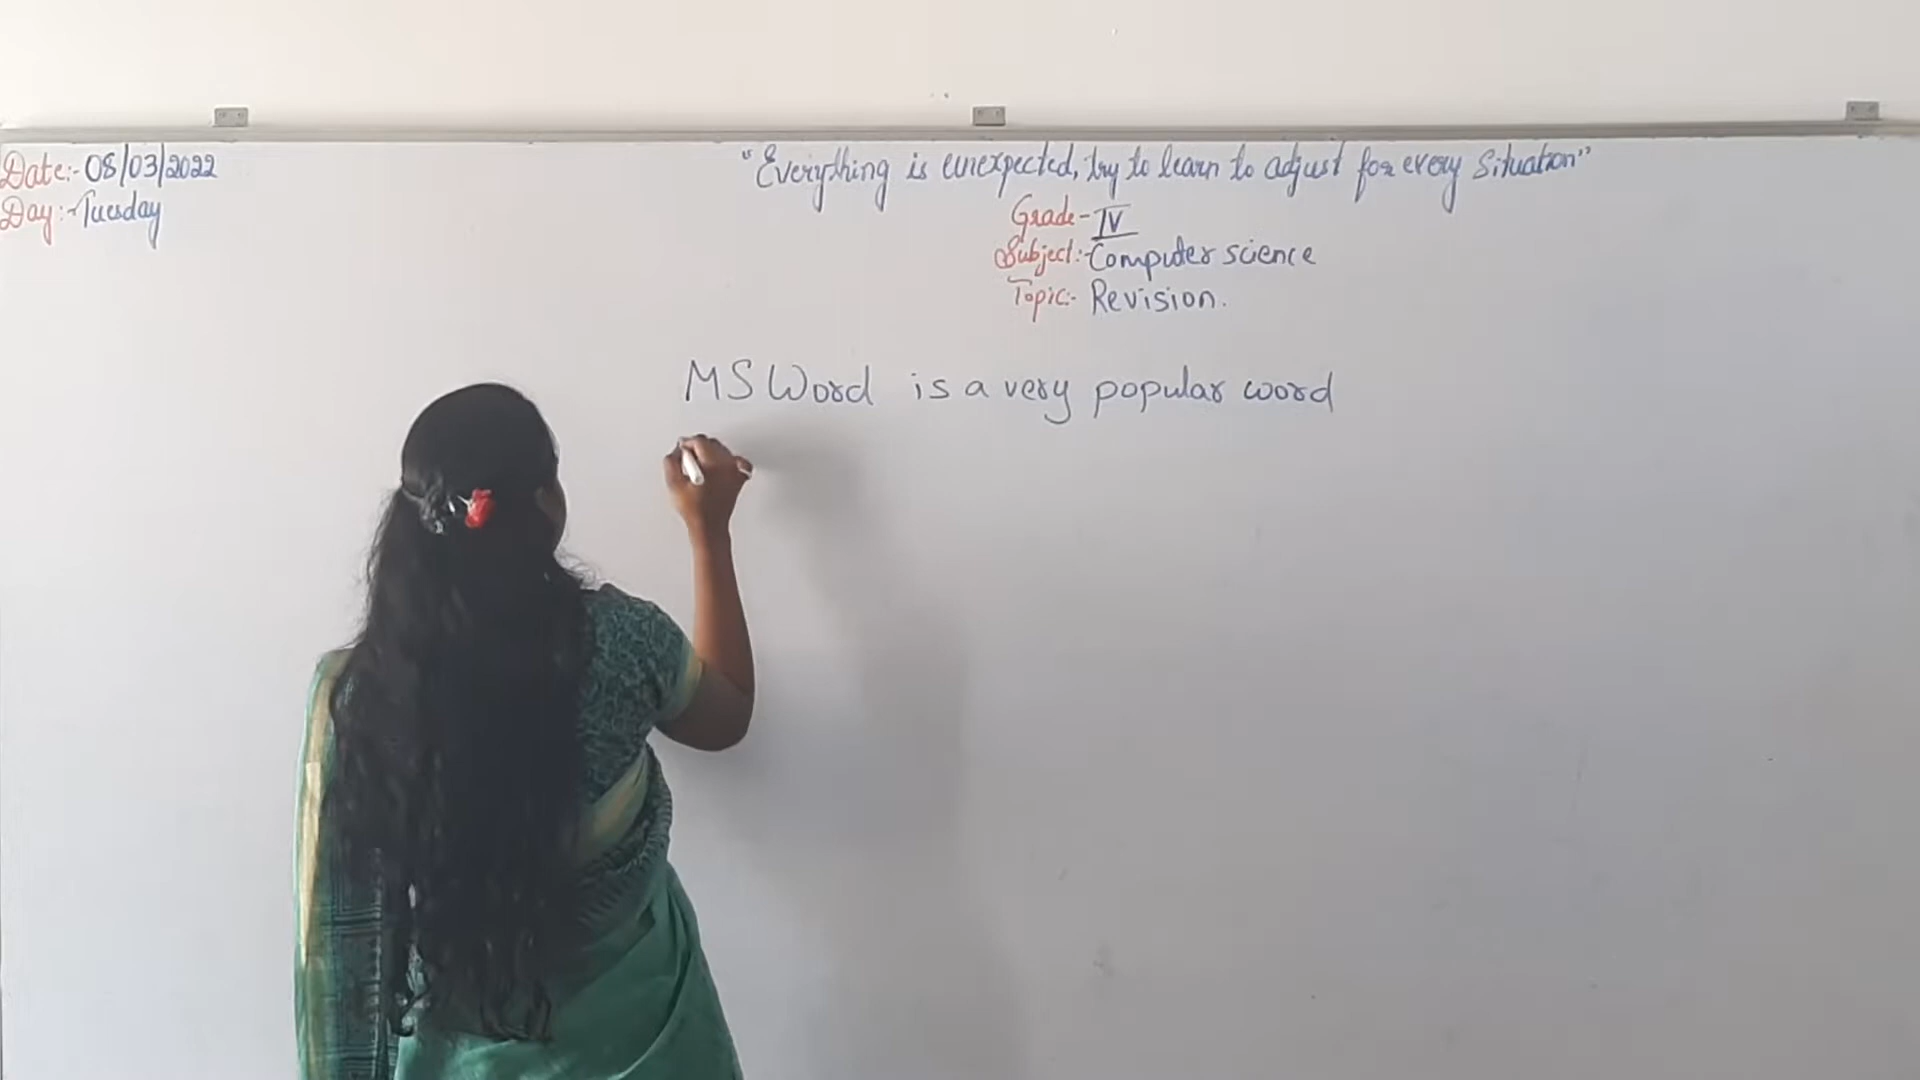 Date:- 08/03/2022
Day:- Tuesday
"Everything is unexpected, try to learn to adjust for every situation"
Grade- IV
Subject:- Computer science
Topic:- Revision.
MS Word is a very popular word